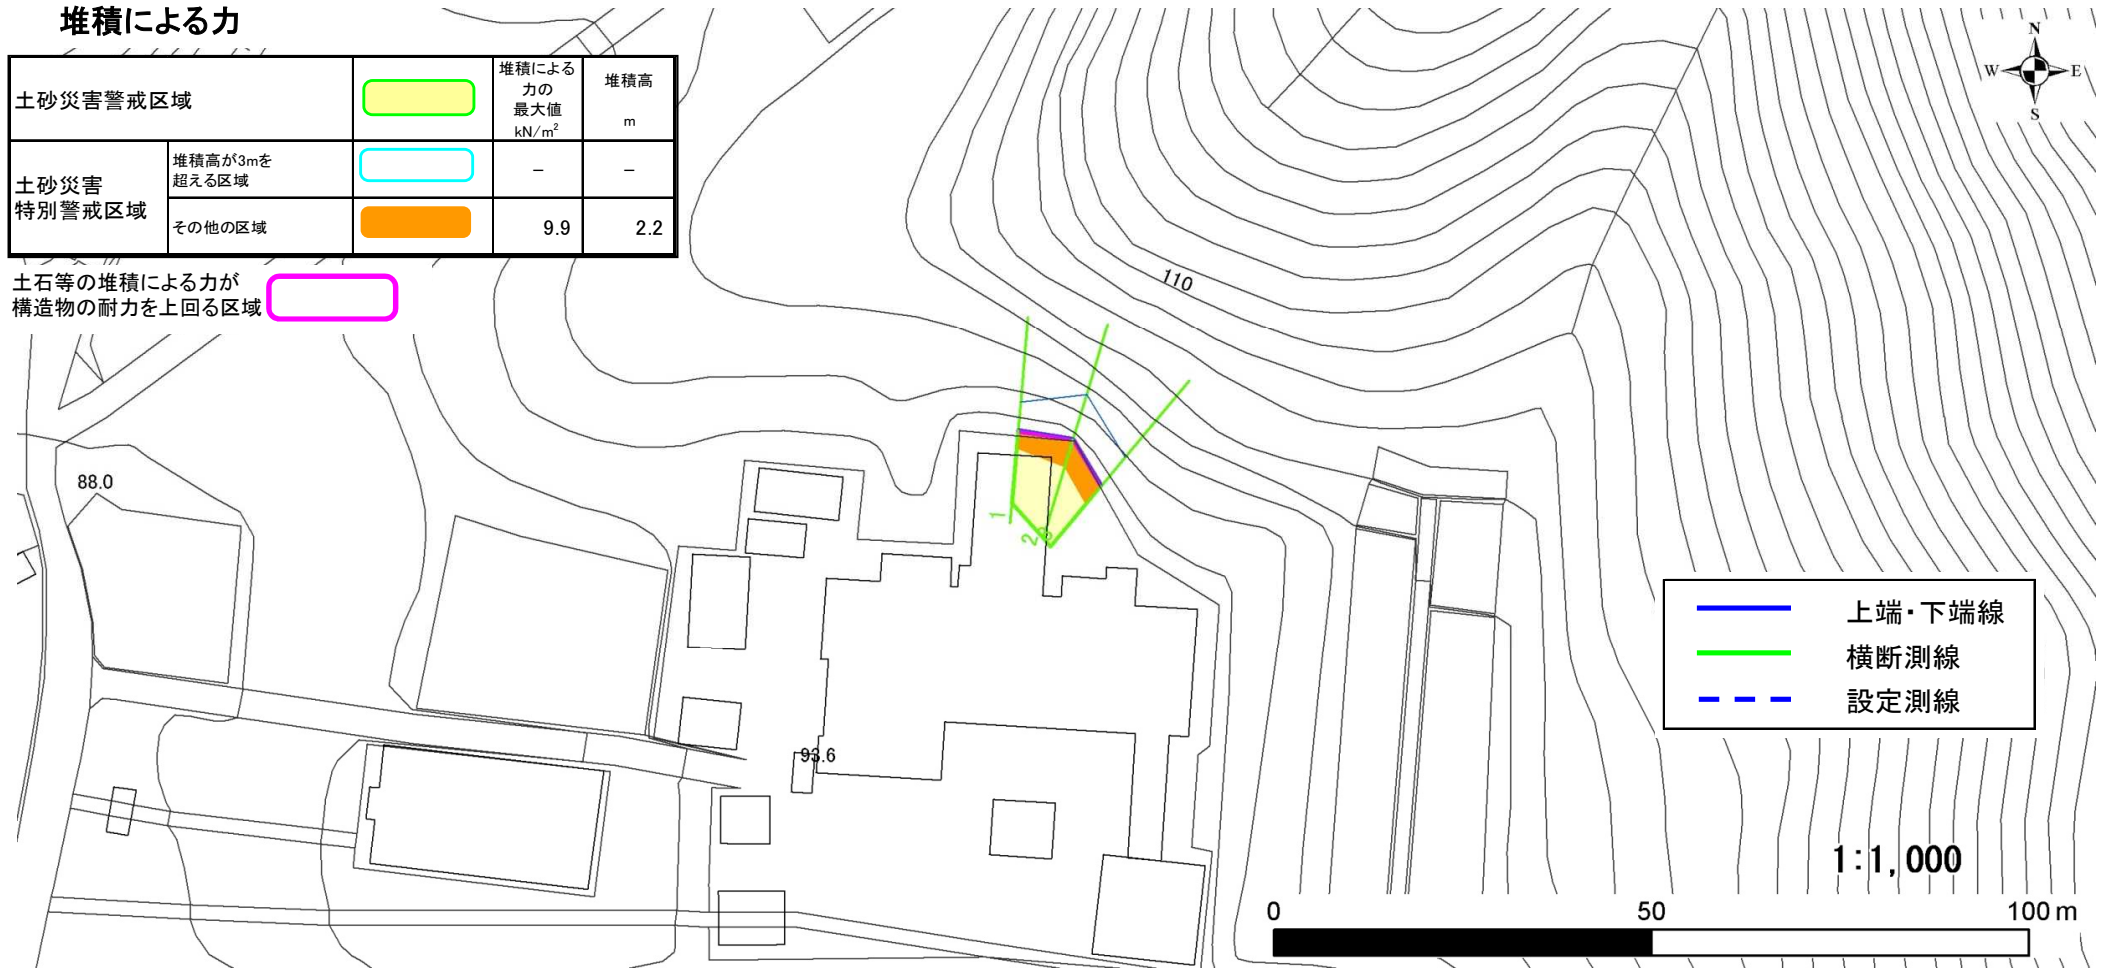 堆積による力
土砂災害警戒区域
堆積による
力の
最大値
kN/m²
堆積高
m
土砂災害
特別警戒区域
堆積高が3mを
超える区域
−
−
その他の区域
9.9
2.2
土石等の堆積による力が
構造物の耐力を上回る区域
N
W
E
S
110
88.0
1
2
93.6
上端・下端線
横断測線
設定測線
1:1,000
0
50
100m